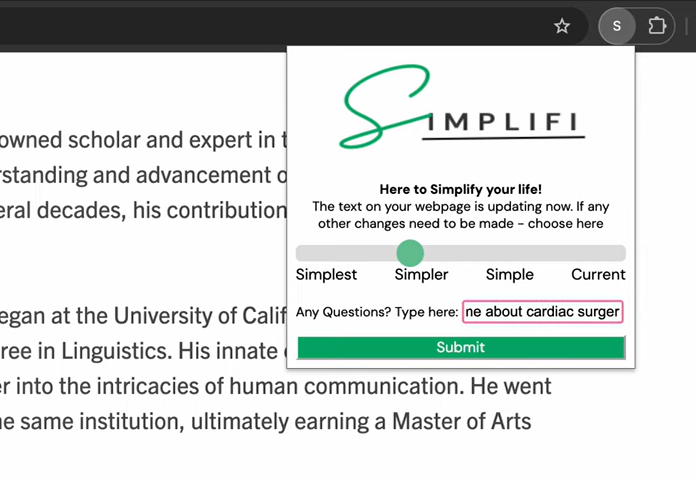 S
SIMPLIFI
Here to Simplify your life!
The text on your webpage is updating now. If any
other changes need to be made - choose here
Simplest Simpler Simple Current
Any Questions? Type here: ne about cardiac surger
Submit
owned scholar and expert in t
rstanding and advancement o
eral decades, his contribution
egan at the University of Calif
ree in Linguistics. His innate
er into the intricacies of human communication. He went
ne same institution, ultimately earning a Master of Arts